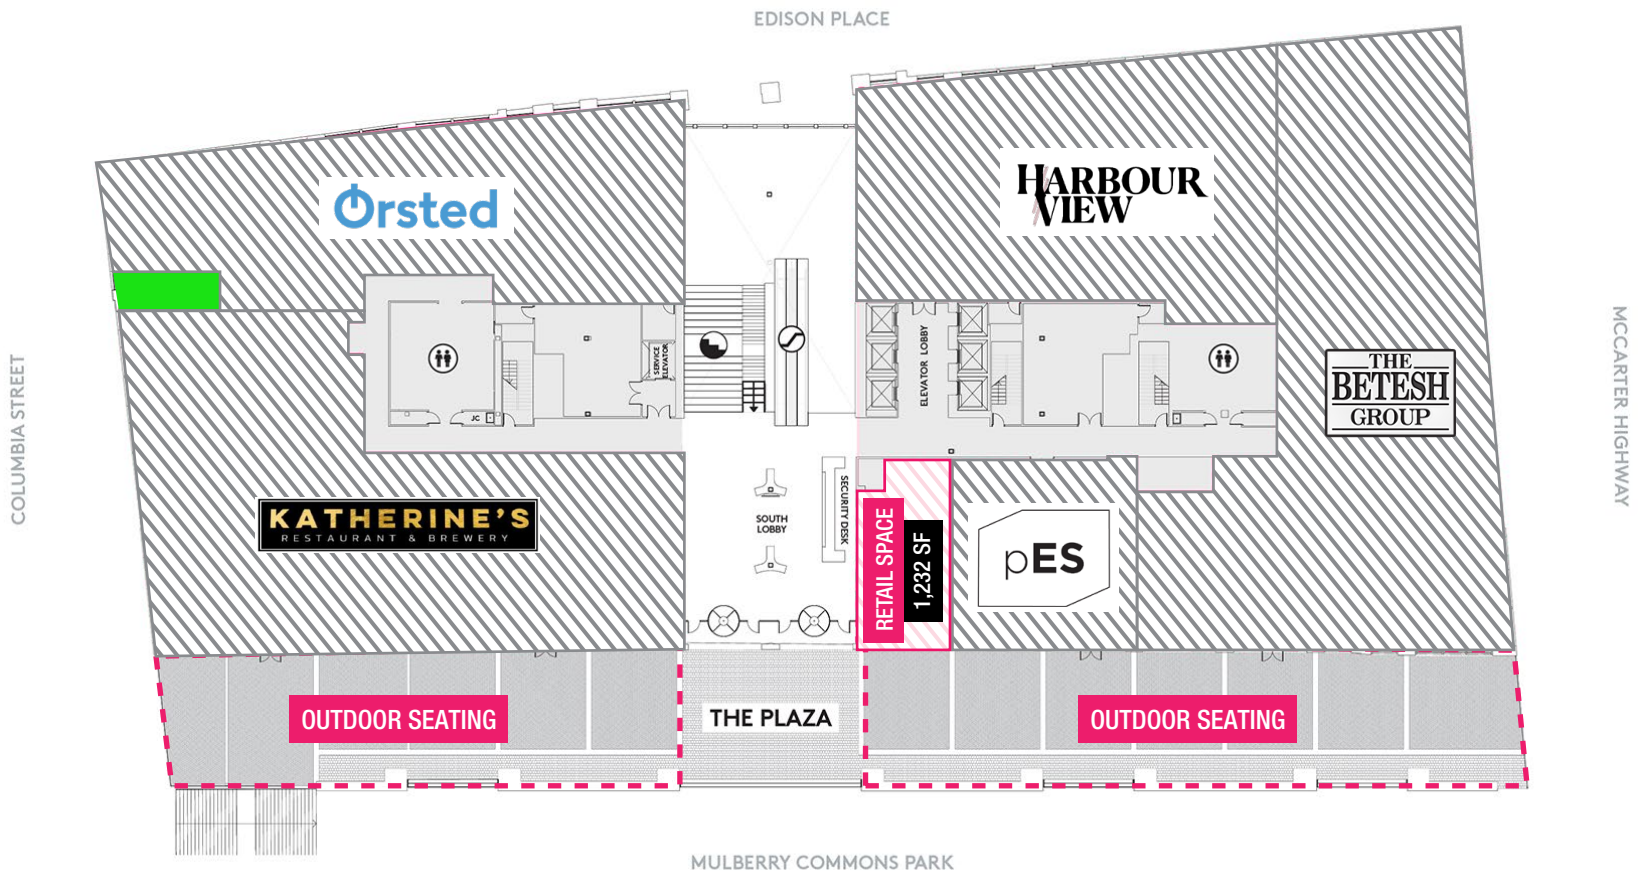 EDISON PLACE
Ørsted
HARBOUR
VIEW
COLUMBIA STREET
MCCARTER HIGHWAY
SERVICE
ELEVATOR
ELEVATOR LOBBY
JC
THE
BETESH
GROUP
KATHERINE'S
RESTAURANT & BREWERY
SOUTH
LOBBY
SECURITY DESK
RETAIL SPACE
1,232 SF
pES
OUTDOOR SEATING
THE PLAZA
OUTDOOR SEATING
MULBERRY COMMONS PARK